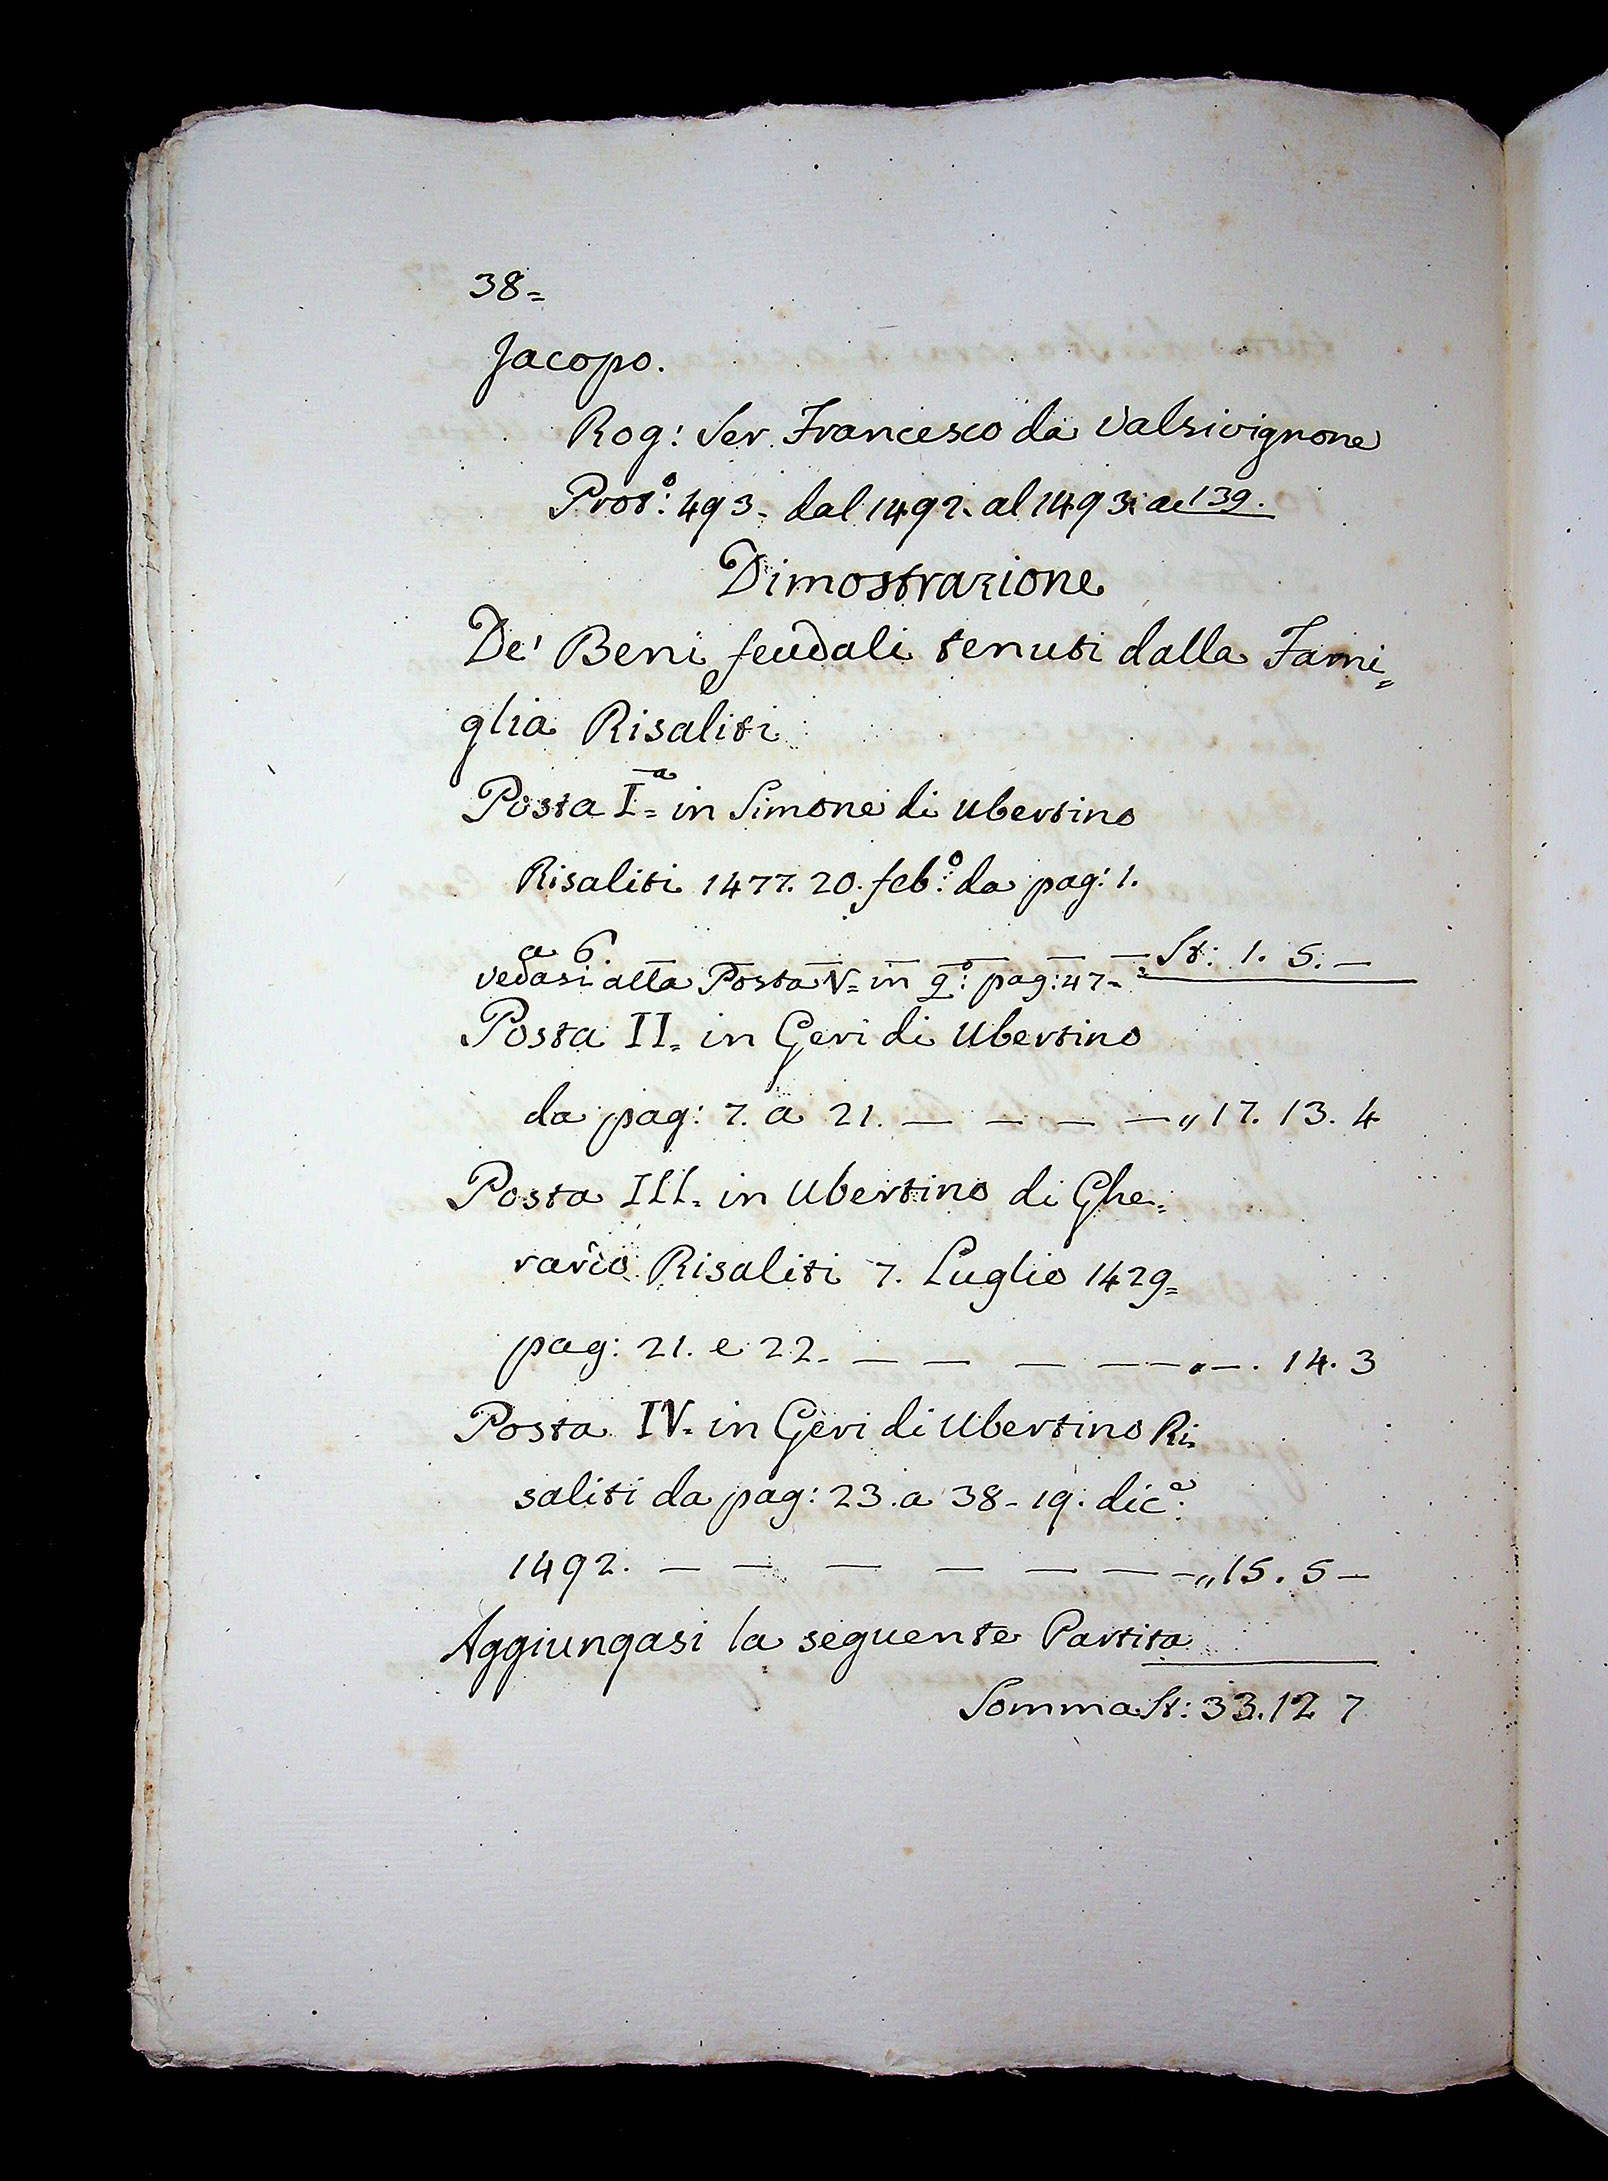 38=
Jacopo.
Rog: Ser Francesco da Valsivignone
Prot°: 493- dal 1492. al 1493. ac 139.
Dimostrazione
De' Beni feudali tenuti dalla Fami=
glia Risaliti
Posta I.ª= in Simone di Ubertino
Risaliti 1477. 20. feb:° da pag: 1.
a 6. — — — — — — St: 1. 5. —
vedasi alla Posta V= in q:° pag: 47=
Posta II= in Geri di Ubertino
da pag: 7. a 21. — — — — „ 17. 13. 4
Posta III= in Ubertino di Ghe=
rardo Risaliti 7. Luglio 1429=
pag: 21. e 22. — — — — — „ —. 14. 3
Posta IV= in Geri di Ubertino Ri=
saliti da pag: 23. a 38- 19. dic:e
1492. — — — — — — — „ 15. 5 —
Aggiungasi la seguente Partita
Somma St: 33. 12 7